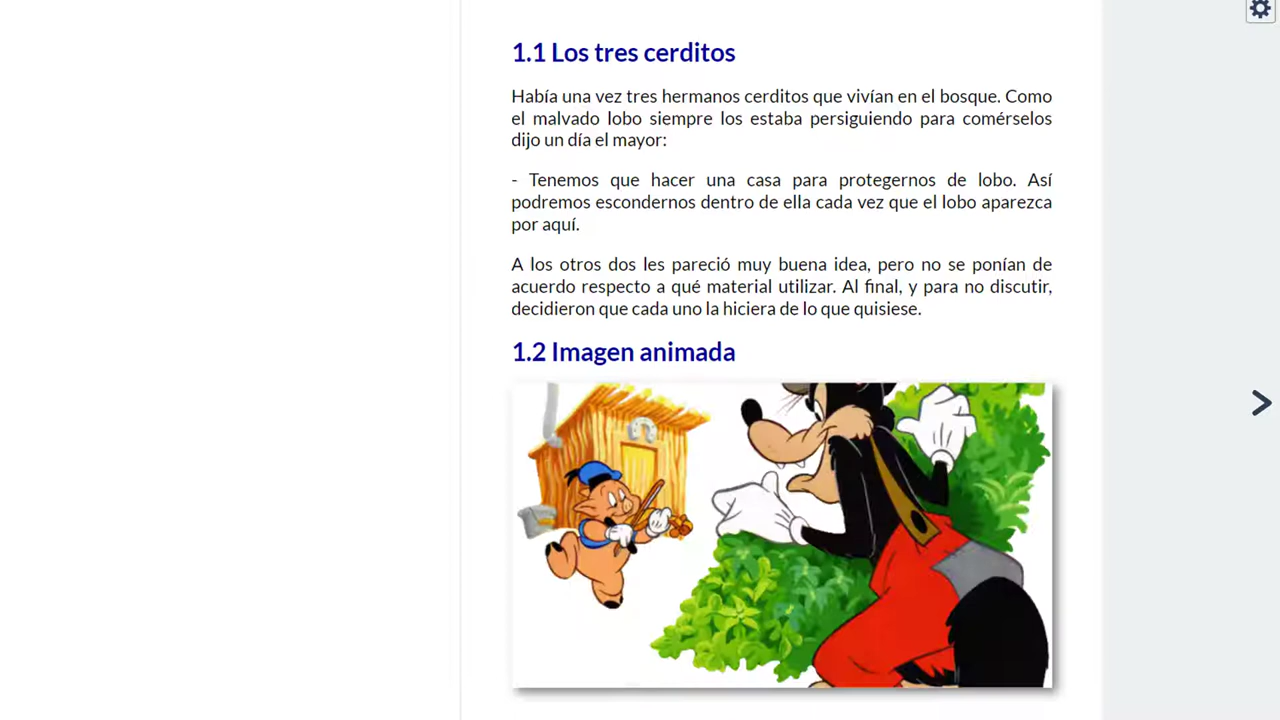 1.1 Los tres cerditos
Había una vez tres hermanos cerditos que vivían en el bosque. Como
el malvado lobo siempre los estaba persiguiendo para comérselos
dijo un día el mayor:
- Tenemos que hacer una casa para protegernos de lobo. Así
podremos escondernos dentro de ella cada vez que el lobo aparezca
por aquí.
A los otros dos les pareció muy buena idea, pero no se ponían de
acuerdo respecto a qué material utilizar. Al final, y para no discutir,
decidieron que cada uno la hiciera de lo que quisiese.
1.2 Imagen animada